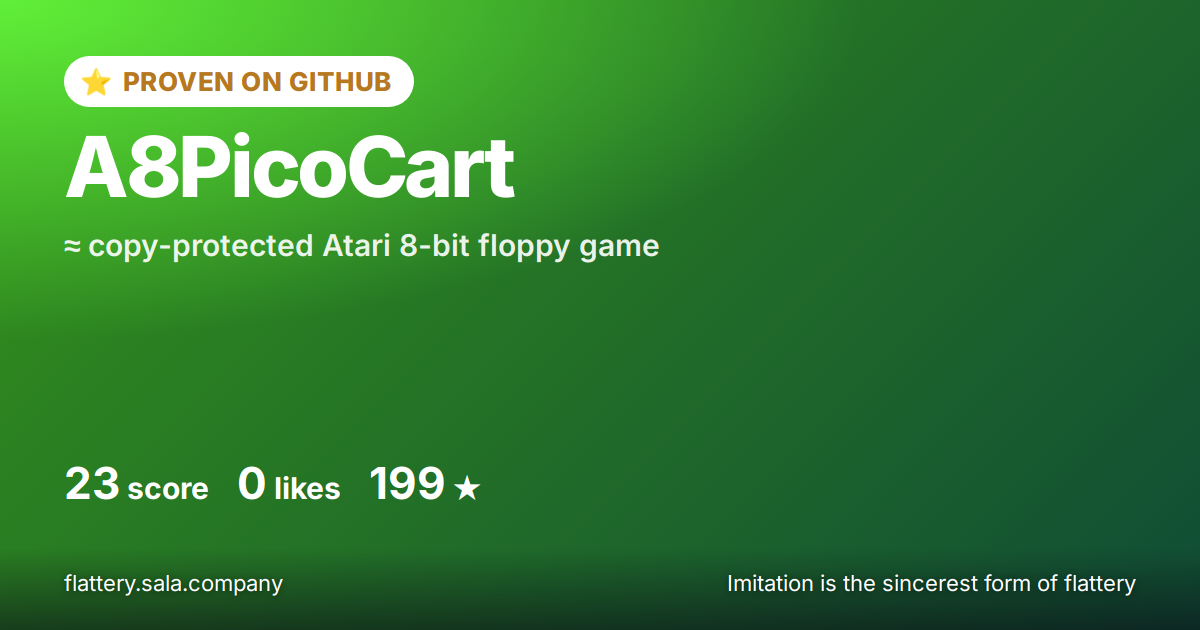 ⭐ PROVEN ON GITHUB
A8PicoCart
≈ copy-protected Atari 8-bit floppy game
23 score 0 likes 199 ★
flattery.sala.company
Imitation is the sincerest form of flattery